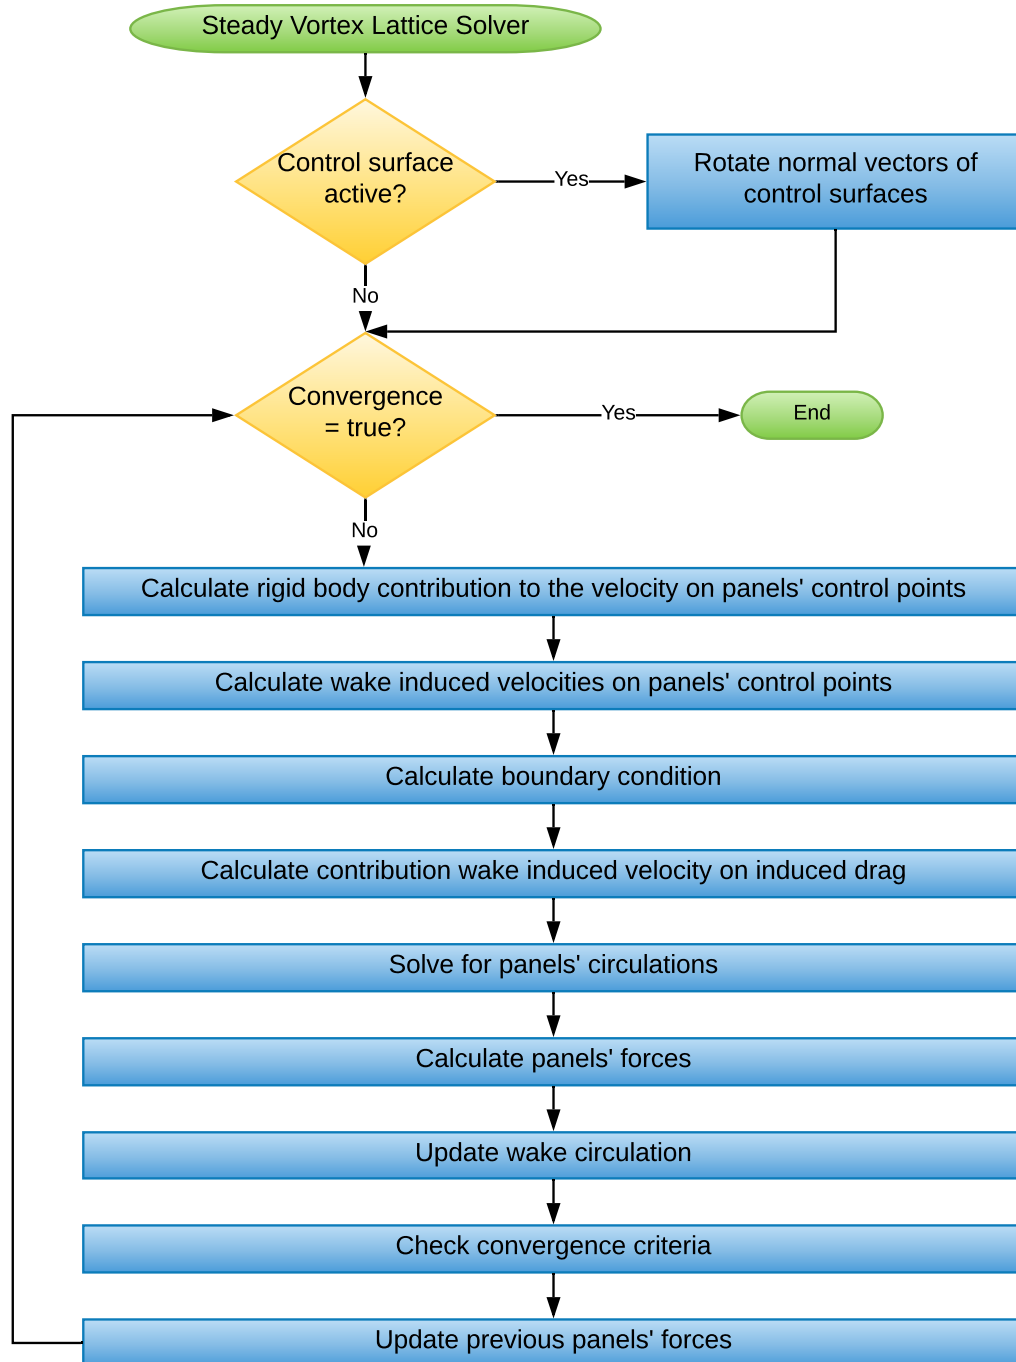 Steady Vortex Lattice Solver
Control surface
active?
Yes
Rotate normal vectors of
control surfaces
No
Convergence
= true?
Yes
End
No
Calculate rigid body contribution to the velocity on panels' control points
Calculate wake induced velocities on panels' control points
Calculate boundary condition
Calculate contribution wake induced velocity on induced drag
Solve for panels' circulations
Calculate panels' forces
Update wake circulation
Check convergence criteria
Update previous panels' forces